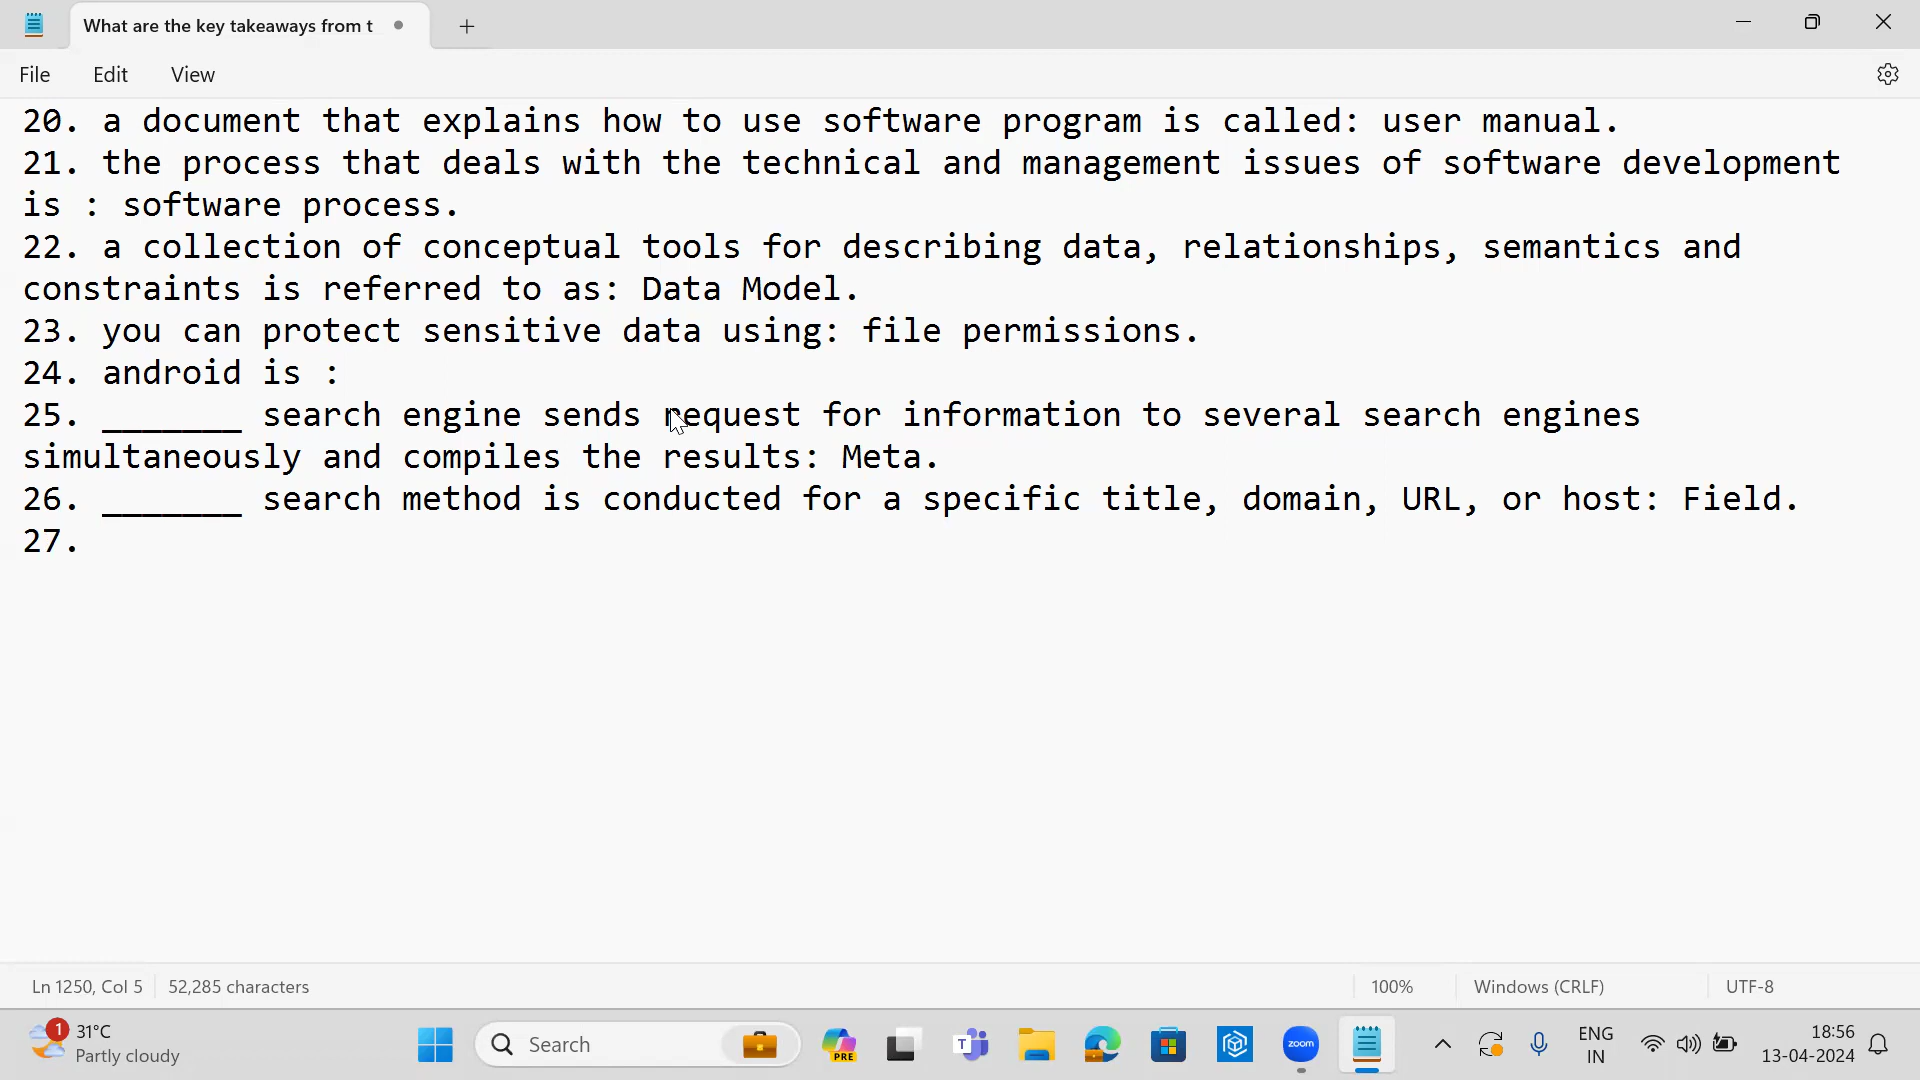 What are the key takeaways from t
File Edit View
20. a document that explains how to use software program is called: user manual.
21. the process that deals with the technical and management issues of software development
is : software process.
22. a collection of conceptual tools for describing data, relationships, semantics and
constraints is referred to as: Data Model.
23. you can protect sensitive data using: file permissions.
24. android is :
25. _______ search engine sends request for information to several search engines
simultaneously and compiles the results: Meta.
26. _______ search method is conducted for a specific title, domain, URL, or host: Field.
27.
Ln 1250, Col 5 52,285 characters 100% Windows (CRLF) UTF-8
1 31°C
Partly cloudy
Search
PRE
T
zoom
ENG
IN
18:56
13-04-2024